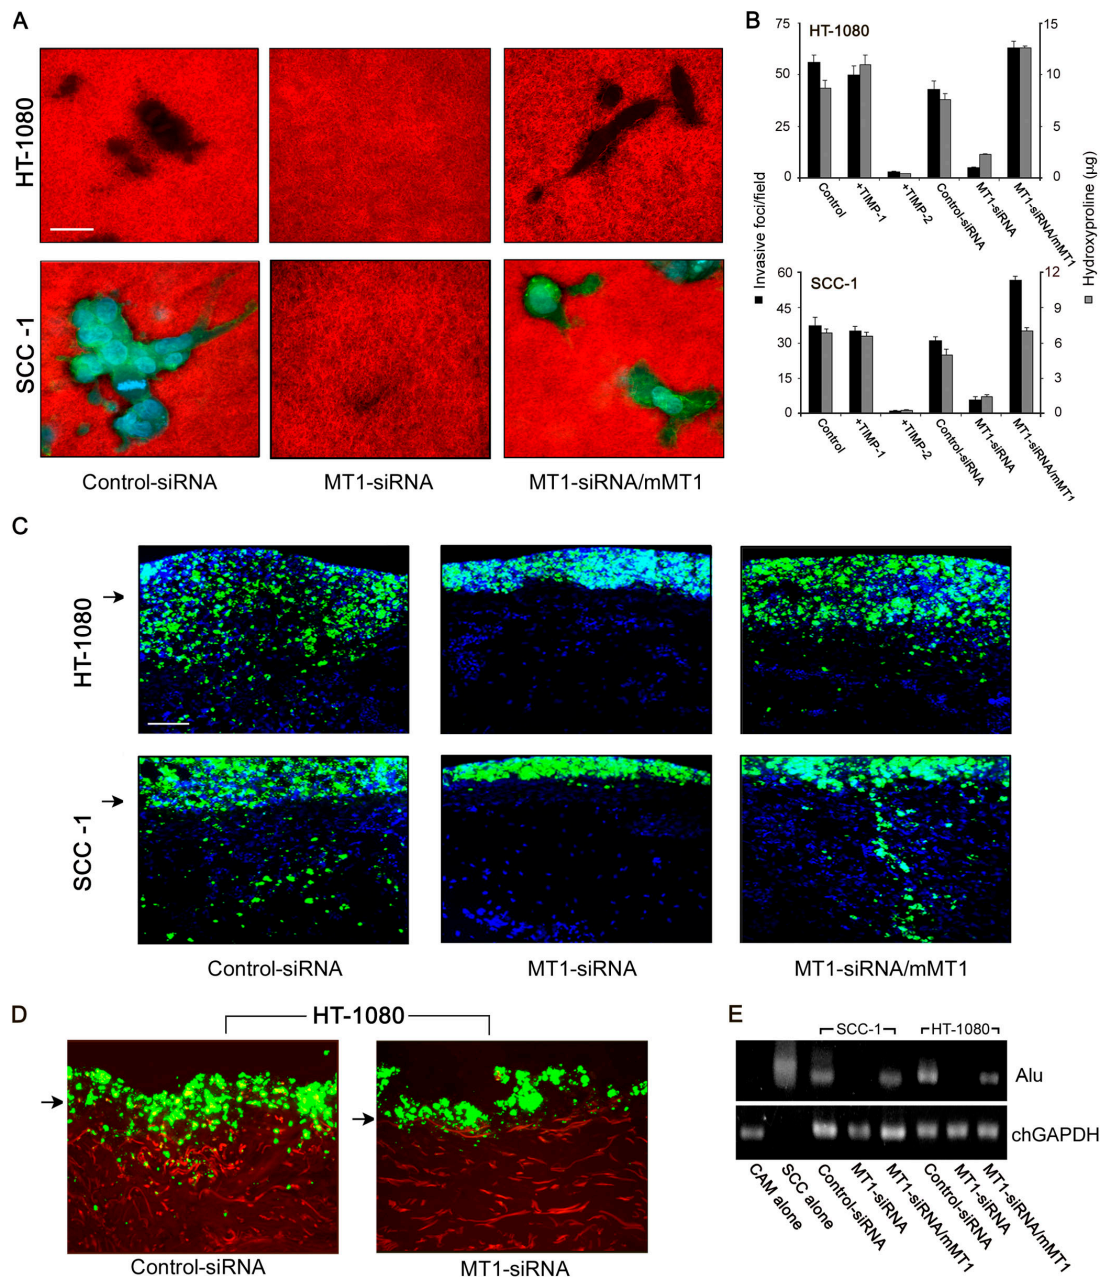 A
HT-1080
SCC -1
Control-siRNA
MT1-siRNA
MT1-siRNA/mMT1
B
HT-1080
75
50
25
0
15
10
5
0
Control
+TIMP-1
+TIMP-2
Control-siRNA
MT1-siRNA
MT1-siRNA/mMT1
SCC-1
60
45
30
15
0
12
9
6
3
0
Control
+TIMP-1
+TIMP-2
Control-siRNA
MT1-siRNA
MT1-siRNA/mMT1
Invasive foci/field
Hydroxyproline (µg)
C
HT-1080
SCC -1
Control-siRNA
MT1-siRNA
MT1-siRNA/mMT1
D
HT-1080
Control-siRNA
MT1-siRNA
E
SCC-1
HT-1080
Alu
chGAPDH
CAM alone
SCC alone
Control-siRNA
MT1-siRNA
MT1-siRNA/mMT1
Control-siRNA
MT1-siRNA
MT1-siRNA/mMT1